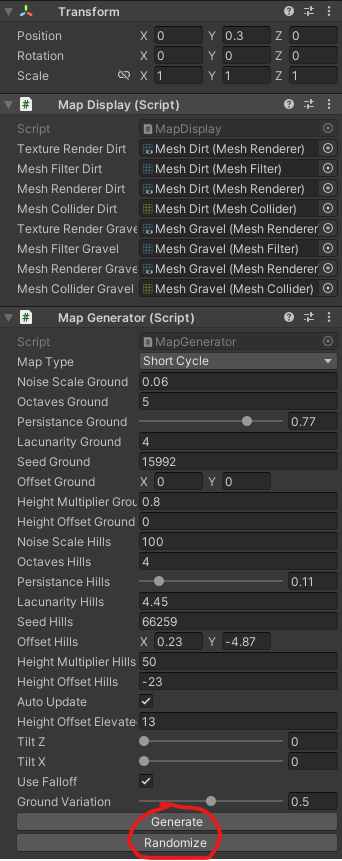 Transform
Position X 0 Y 0.3 Z 0
Rotation X 0 Y 0 Z 0
Scale X 1 Y 1 Z 1
# Map Display (Script)
Script # MapDisplay
Texture Render Dirt Mesh Dirt (Mesh Renderer)
Mesh Filter Dirt Mesh Dirt (Mesh Filter)
Mesh Renderer Dirt Mesh Dirt (Mesh Renderer)
Mesh Collider Dirt Mesh Dirt (Mesh Collider)
Texture Render Grave Mesh Gravel (Mesh Renderer
Mesh Filter Gravel Mesh Gravel (Mesh Filter)
Mesh Renderer Grave Mesh Gravel (Mesh Renderer
Mesh Collider Gravel Mesh Gravel (Mesh Collider)
# Map Generator (Script)
Script # MapGenerator
Map Type Short Cycle
Noise Scale Ground 0.06
Octaves Ground 5
Persistance Ground 0.77
Lacunarity Ground 4
Seed Ground 15992
Offset Ground X 0 Y 0
Height Multiplier Grou 0.8
Height Offset Ground 0
Noise Scale Hills 100
Octaves Hills 4
Persistance Hills 0.11
Lacunarity Hills 4.45
Seed Hills 66259
Offset Hills X 0.23 Y -4.87
Height Multiplier Hills 50
Height Offset Hills -23
Auto Update
Height Offset Elevate 13
Tilt Z 0
Tilt X 0
Use Falloff
Ground Variation 0.5
Generate
Randomize